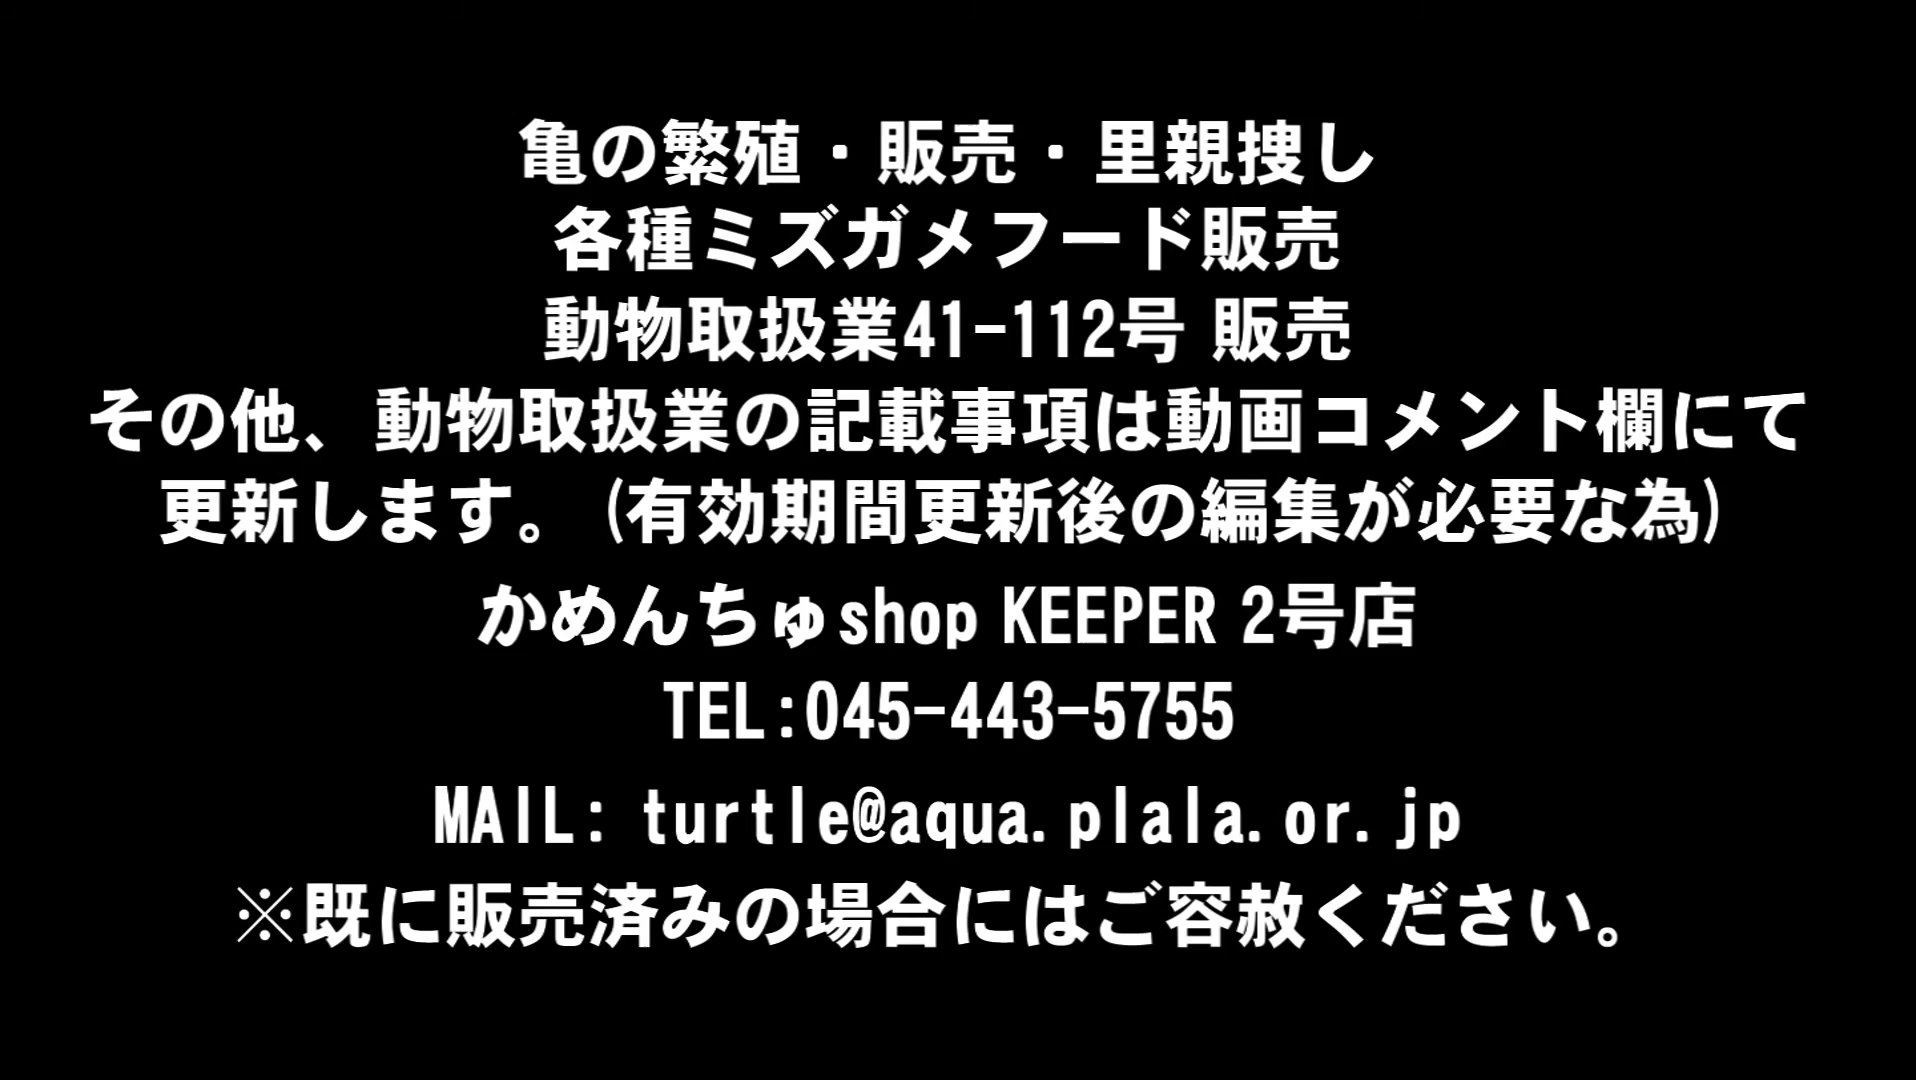 亀の繁殖・販売・里親捜し
各種ミズガメフード販売
動物取扱業41-112号 販売
その他、動物取扱業の記載事項は動画コメント欄にて
更新します。(有効期間更新後の編集が必要な為)
かめんちゅshop KEEPER 2号店
TEL:045-443-5755
MAIL: turtle@aqua.plala.or.jp
※既に販売済みの場合にはご容赦ください。